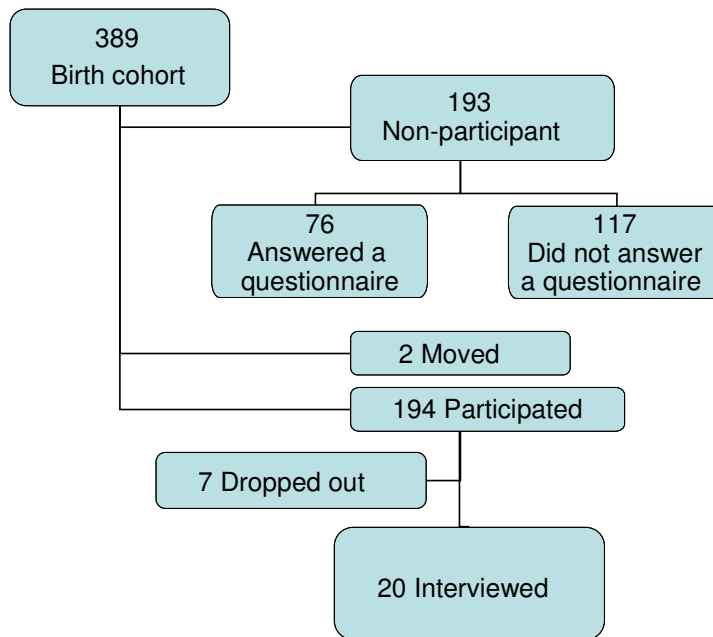 389
Birth cohort
193
Non-participant
76
Answered a
questionnaire
117
Did not answer
a questionnaire
2 Moved
194 Participated
7 Dropped out
20 Interviewed